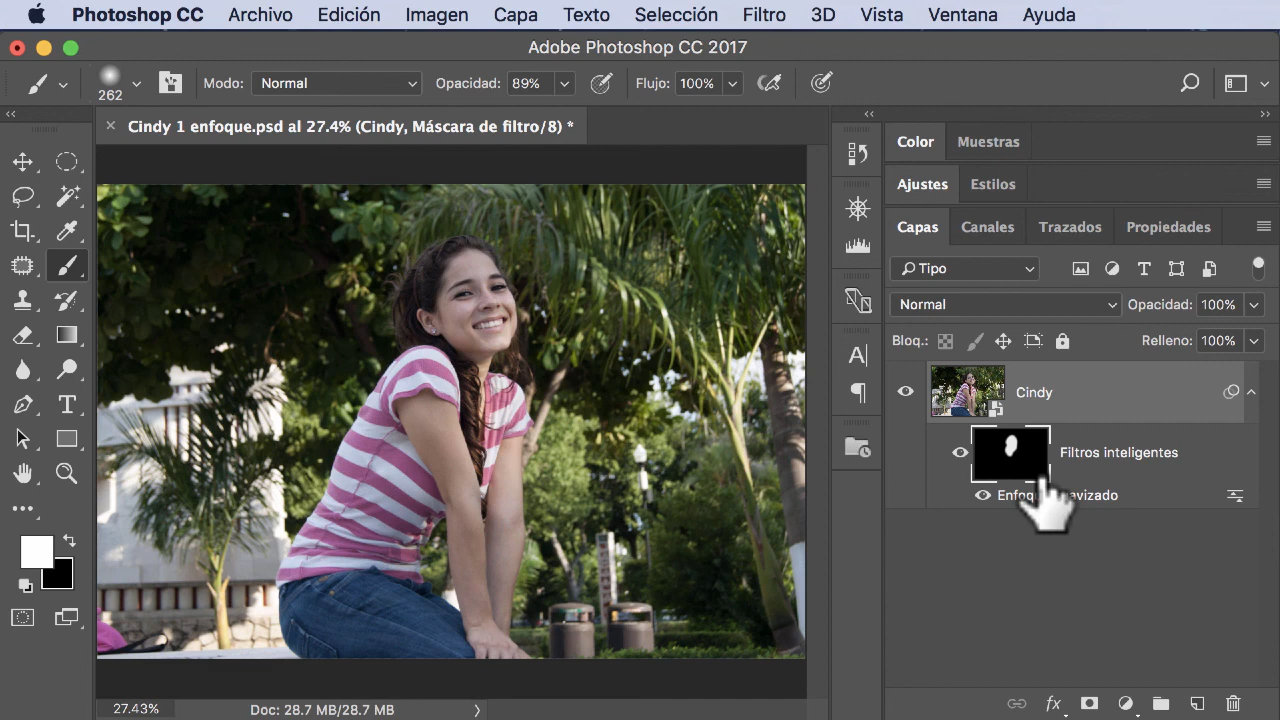 Photoshop CC Archivo Edición Imagen Capa Texto Selección Filtro 3D Vista Ventana Ayuda
Adobe Photoshop CC 2017
262 Modo: Normal Opacidad: 89% Flujo: 100%
Cindy 1 enfoque.psd al 27.4% (Cindy, Máscara de filtro/8) *
Color Muestras
Ajustes Estilos
Capas Canales Trazados Propiedades
Tipo
Normal Opacidad: 100%
Bloq.: Relleno: 100%
Cindy
Filtros inteligentes
27.43% Doc: 28.7 MB/28.7 MB